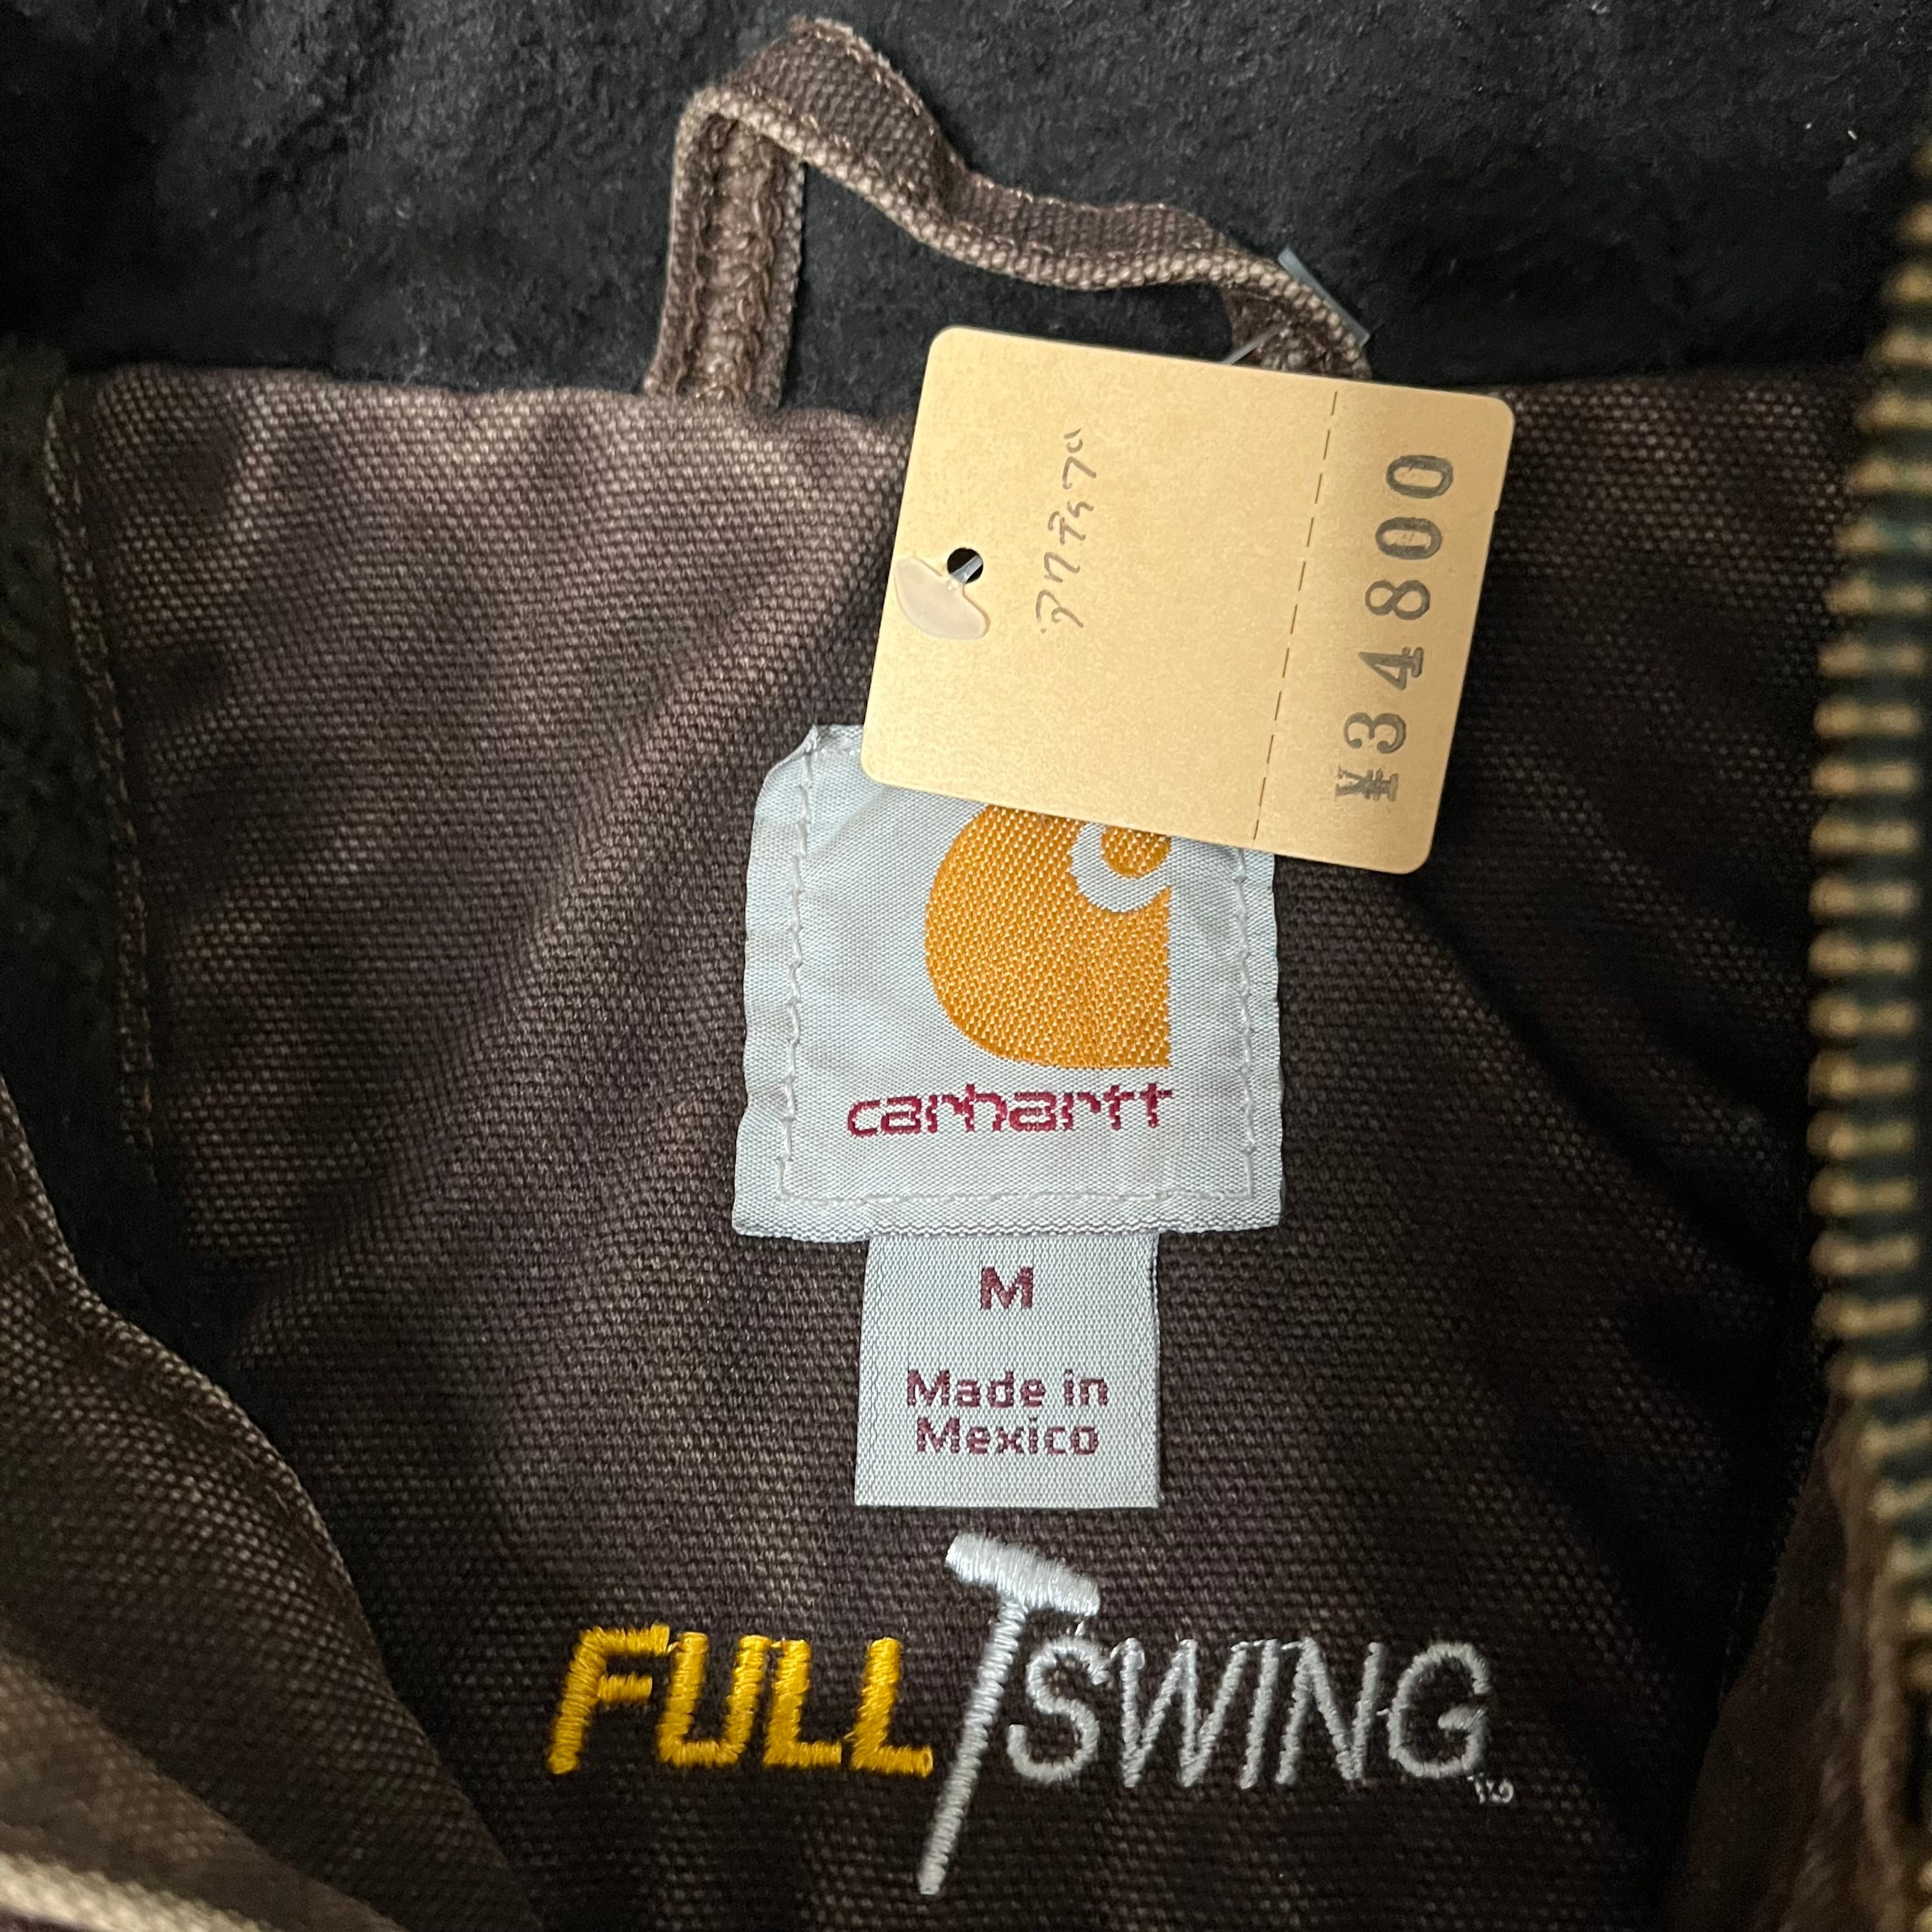 アクティブ
¥34800
carhartt
M
Made in
Mexico
FULL SWING